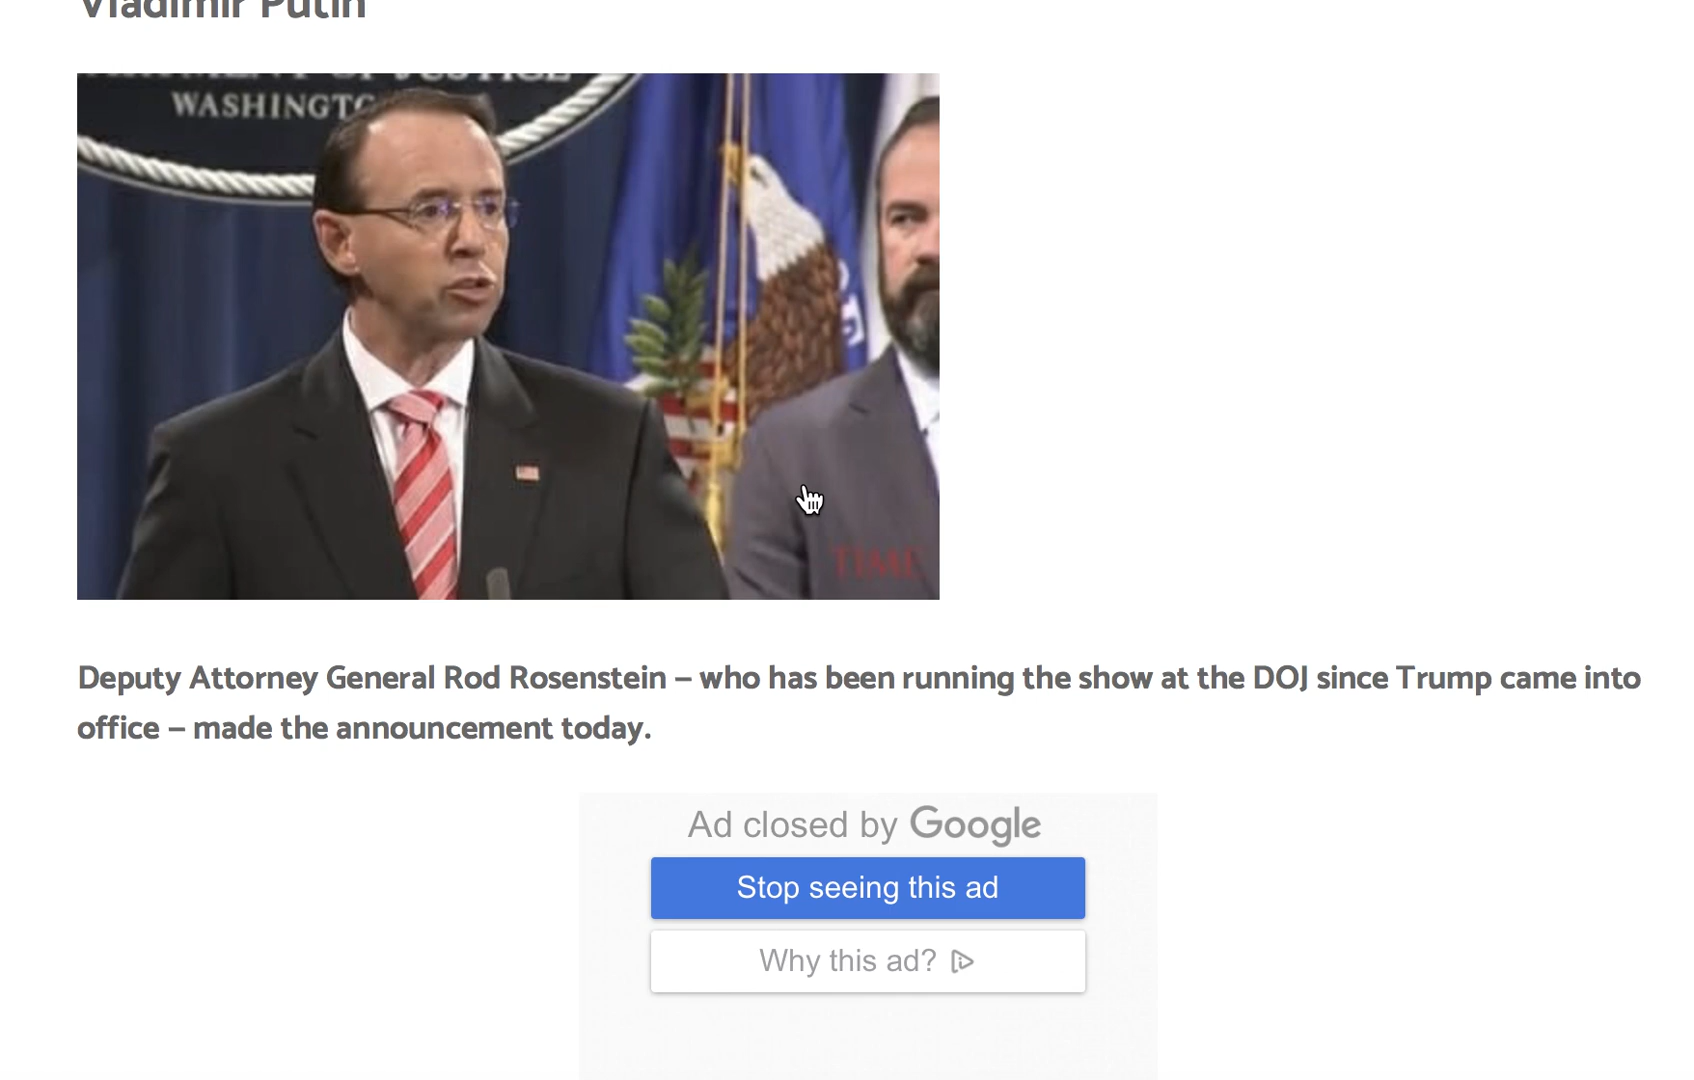 Vladimir Putin
WASHINGTO
TIME
Deputy Attorney General Rod Rosenstein – who has been running the show at the DOJ since Trump came into
office – made the announcement today.
Ad closed by Google
Stop seeing this ad
Why this ad?